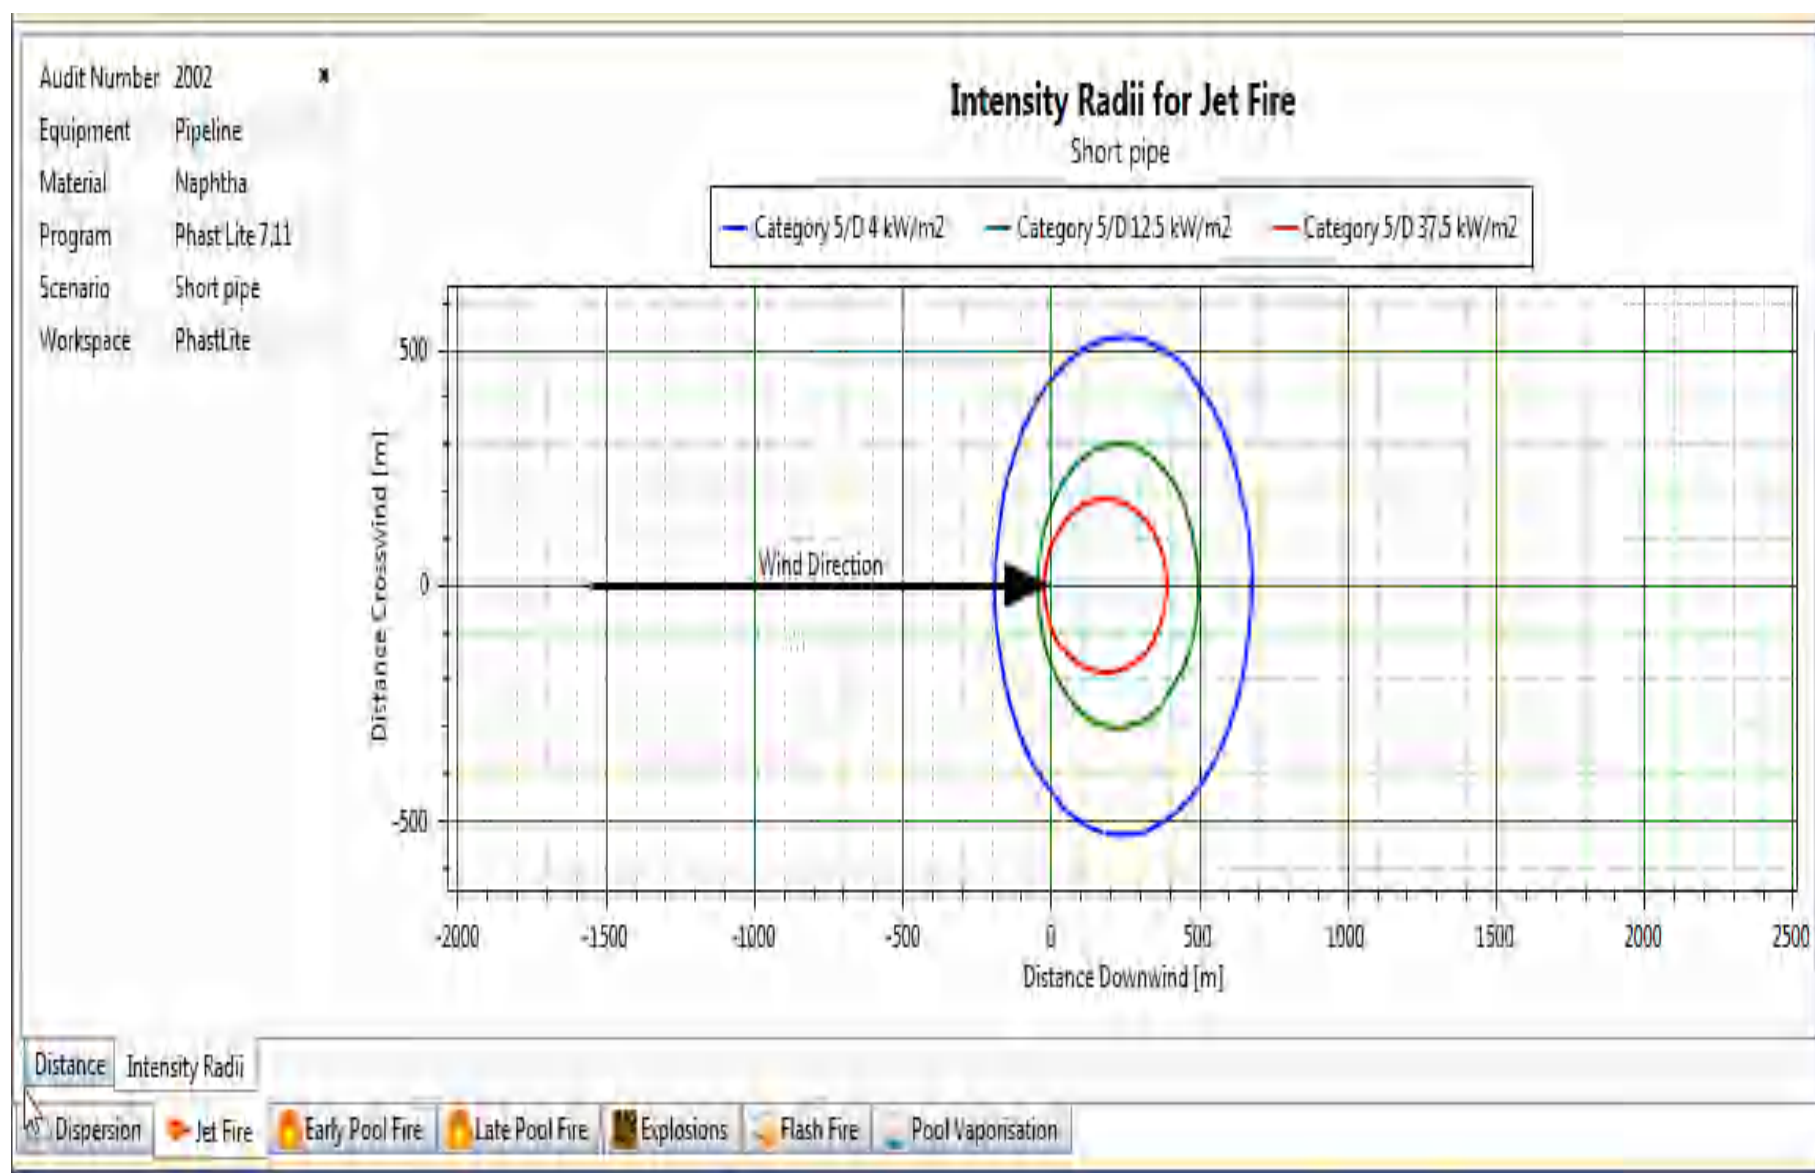 Audit Number 2002
Equipment Pipeline
Material Naphtha
Program Phast Lite 7.11
Scenario Short pipe
Workspace PhastLite
Intensity Radii for Jet Fire
Short pipe
Category 5/D 4 kW/m2 Category 5/D 12.5 kW/m2 Category 5/D 37.5 kW/m2
500
0
-500
Distance Crosswind [m]
Wind Direction
-2000 -1500 -1000 -500 0 500 1000 1500 2000 2500
Distance Downwind [m]
Distance Intensity Radii
Dispersion Jet Fire Early Pool Fire Late Pool Fire Explosions Flash Fire Pool Vaporisation